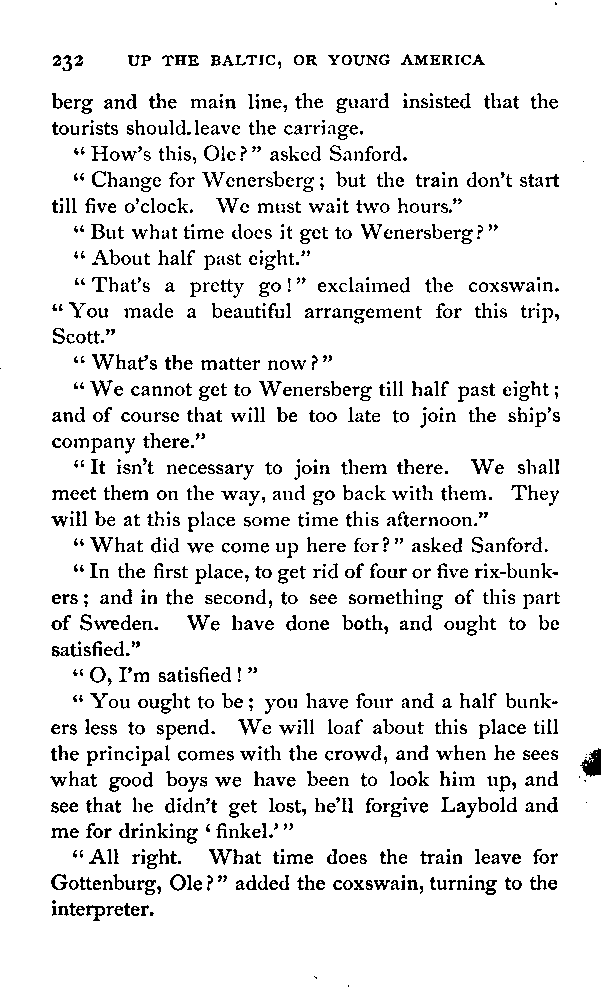 232 UP THE BALTIC, OR YOUNG AMERICA
berg and the main line, the guard insisted that the
tourists should.leave the carriage.
“ How’s this, Ole?” asked Sanford.
“ Change for Wenersberg; but the train don’t start
till five o’clock. We must wait two hours.”
“ But what time does it get to Wenersberg?”
“ About half past eight.”
“ That’s a pretty go!” exclaimed the coxswain.
“ You made a beautiful arrangement for this trip,
Scott.”
“ What’s the matter now?”
“ We cannot get to Wenersberg till half past eight;
and of course that will be too late to join the ship’s
company there.”
“ It isn’t necessary to join them there. We shall
meet them on the way, and go back with them. They
will be at this place some time this afternoon.”
“ What did we come up here for?” asked Sanford.
“ In the first place, to get rid of four or five rix-bunk-
ers; and in the second, to see something of this part
of Sweden. We have done both, and ought to be
satisfied.”
“ O, I’m satisfied!”
“ You ought to be; you have four and a half bunk-
ers less to spend. We will loaf about this place till
the principal comes with the crowd, and when he sees
what good boys we have been to look him up, and
see that he didn’t get lost, he’ll forgive Laybold and
me for drinking ‘ finkel.’”
“ All right. What time does the train leave for
Gottenburg, Ole?” added the coxswain, turning to the
interpreter.